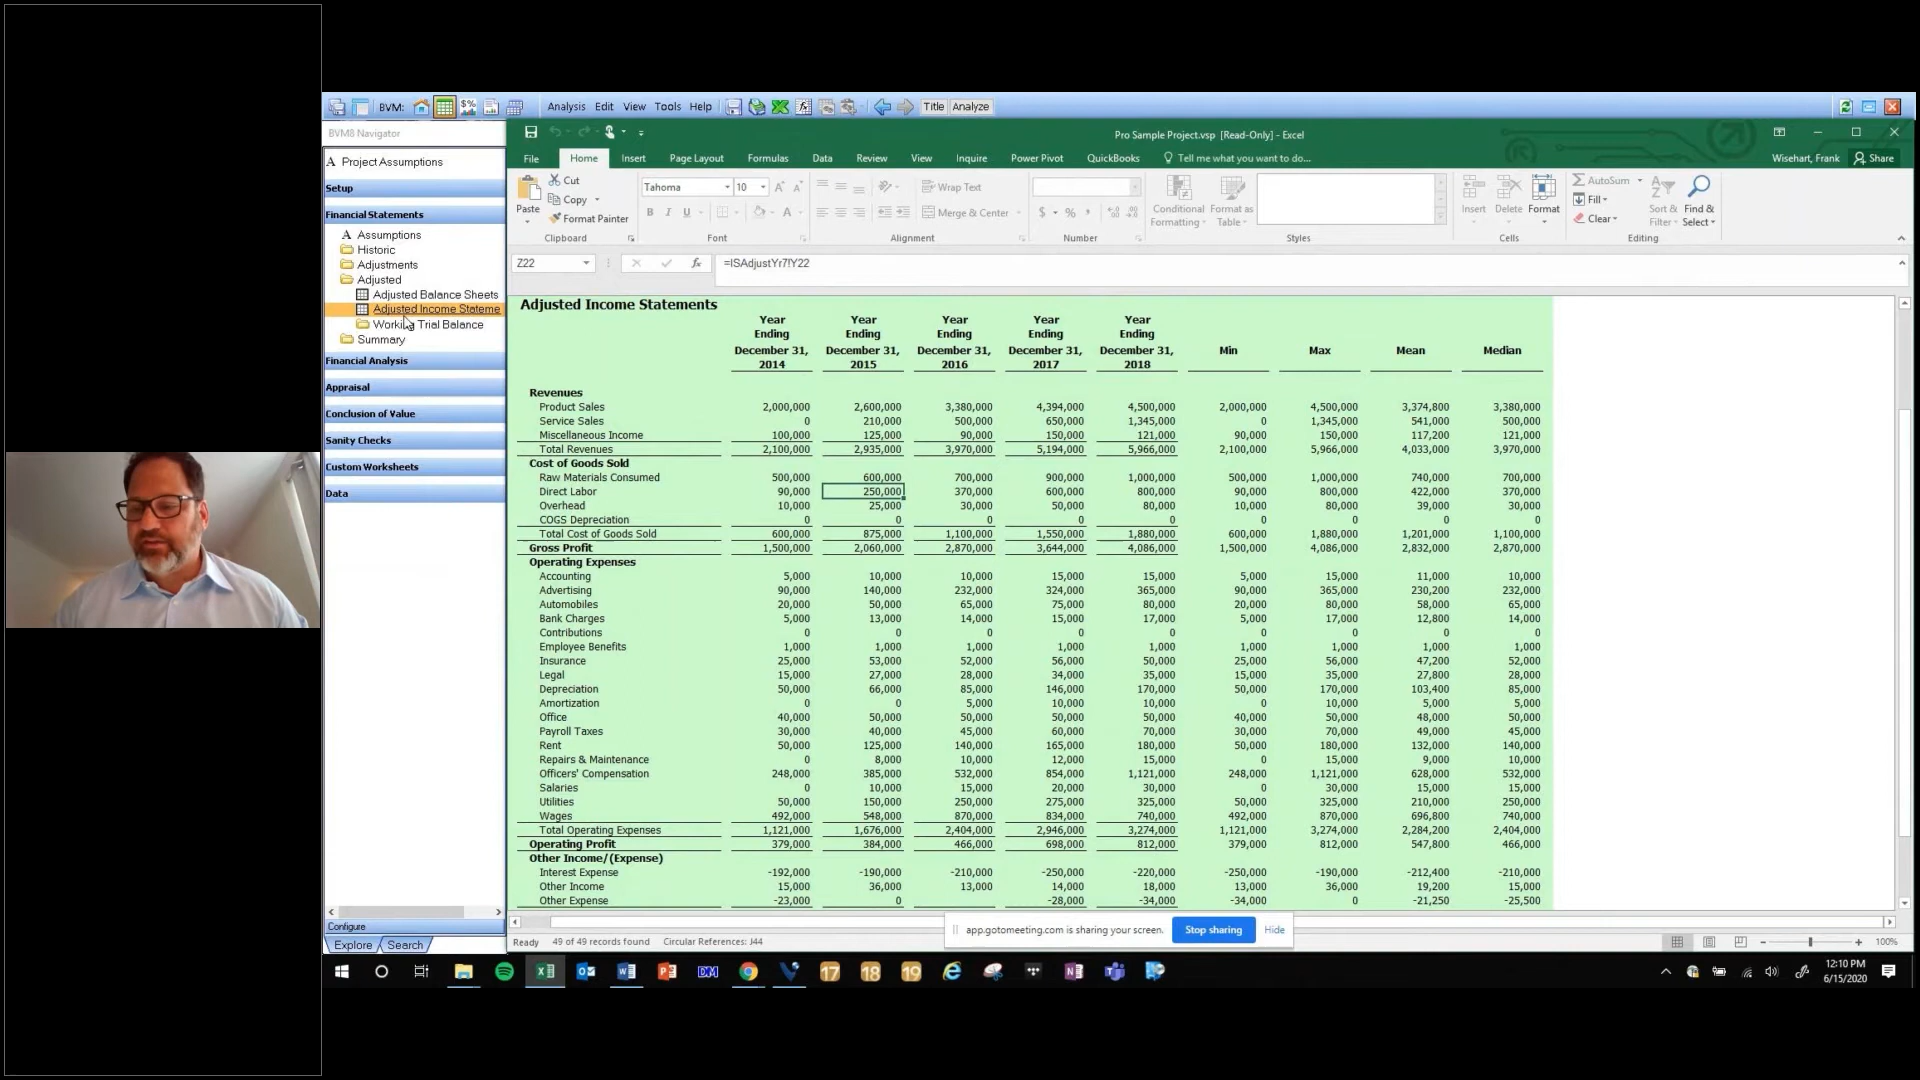 BVM: Analysis Edit View Tools Help Title Analyze
BVM8 Navigator
A Project Assumptions
Setup
Financial Statements
A Assumptions
Historic
Adjustments
Adjusted
Adjusted Balance Sheets
Adjusted Income Stateme
Working Trial Balance
Summary
Financial Analysis
Appraisal
Conclusion of Value
Sanity Checks
Custom Worksheets
Data
Configure
Explore Search
Pro Sample Project.vsp [Read-Only] - Excel
File Home Insert Page Layout Formulas Data Review View Inquire Power Pivot QuickBooks Tell me what you want to do... Wisehart, Frank Share
Paste
Cut
Copy
Format Painter
Clipboard
Tahoma 10 A A
B I U A
Font
Wrap Text
Merge & Center
Alignment
$ % ,
Number
Conditional Formatting
Format as Table
Styles
Insert Delete Format
Cells
AutoSum
Fill
Clear
Sort & Filter
Find & Select
Editing
Z22 fx =ISAdjustYr7!Y22
Adjusted Income Statements
Year Year Year Year Year
Ending Ending Ending Ending Ending
December 31, December 31, December 31, December 31, December 31, Min Max Mean Median
2014 2015 2016 2017 2018
Revenues
Product Sales 2,000,000 2,600,000 3,380,000 4,394,000 4,500,000 2,000,000 4,500,000 3,374,800 3,380,000
Service Sales 0 210,000 500,000 650,000 1,345,000 0 1,345,000 541,000 500,000
Miscellaneous Income 100,000 125,000 90,000 150,000 121,000 90,000 150,000 117,200 121,000
Total Revenues 2,100,000 2,935,000 3,970,000 5,194,000 5,966,000 2,100,000 5,966,000 4,033,000 3,970,000
Cost of Goods Sold
Raw Materials Consumed 500,000 600,000 700,000 900,000 1,000,000 500,000 1,000,000 740,000 700,000
Direct Labor 90,000 250,000 370,000 600,000 800,000 90,000 800,000 422,000 370,000
Overhead 10,000 25,000 30,000 50,000 80,000 10,000 80,000 39,000 30,000
COGS Depreciation 0 0 0 0 0 0 0 0 0
Total Cost of Goods Sold 600,000 875,000 1,100,000 1,550,000 1,880,000 600,000 1,880,000 1,201,000 1,100,000
Gross Profit 1,500,000 2,060,000 2,870,000 3,644,000 4,086,000 1,500,000 4,086,000 2,832,000 2,870,000
Operating Expenses
Accounting 5,000 10,000 10,000 15,000 15,000 5,000 15,000 11,000 10,000
Advertising 90,000 140,000 232,000 324,000 365,000 90,000 365,000 230,200 232,000
Automobiles 20,000 50,000 65,000 75,000 80,000 20,000 80,000 58,000 65,000
Bank Charges 5,000 13,000 14,000 15,000 17,000 5,000 17,000 12,800 14,000
Contributions 0 0 0 0 0 0 0 0 0
Employee Benefits 1,000 1,000 1,000 1,000 1,000 1,000 1,000 1,000 1,000
Insurance 25,000 53,000 52,000 56,000 50,000 25,000 56,000 47,200 52,000
Legal 15,000 27,000 28,000 34,000 35,000 15,000 35,000 27,800 28,000
Depreciation 50,000 66,000 85,000 146,000 170,000 50,000 170,000 103,400 85,000
Amortization 0 0 5,000 10,000 10,000 0 10,000 5,000 5,000
Office 40,000 50,000 50,000 50,000 50,000 40,000 50,000 48,000 50,000
Payroll Taxes 30,000 40,000 45,000 60,000 70,000 30,000 70,000 49,000 45,000
Rent 50,000 125,000 140,000 165,000 180,000 50,000 180,000 132,000 140,000
Repairs & Maintenance 0 8,000 10,000 12,000 15,000 0 15,000 9,000 10,000
Officers' Compensation 248,000 385,000 532,000 854,000 1,121,000 248,000 1,121,000 628,000 532,000
Salaries 0 10,000 15,000 20,000 30,000 0 30,000 15,000 15,000
Utilities 50,000 150,000 250,000 275,000 325,000 50,000 325,000 210,000 250,000
Wages 492,000 548,000 870,000 834,000 740,000 492,000 870,000 696,800 740,000
Total Operating Expenses 1,121,000 1,676,000 2,404,000 2,946,000 3,274,000 1,121,000 3,274,000 2,284,200 2,404,000
Operating Profit 379,000 384,000 466,000 698,000 812,000 379,000 812,000 547,800 466,000
Other Income/(Expense)
Interest Expense -192,000 -190,000 -210,000 -250,000 -220,000 -250,000 -190,000 -212,400 -210,000
Other Income 15,000 36,000 13,000 14,000 18,000 13,000 36,000 19,200 15,000
Other Expense -23,000 0 -28,000 -34,000 -34,000 0 -21,250 -25,500
app.gotomeeting.com is sharing your screen. Stop sharing Hide
Ready 49 of 49 records found Circular References: J44 100%
17 18 19
12:10 PM
6/15/2020